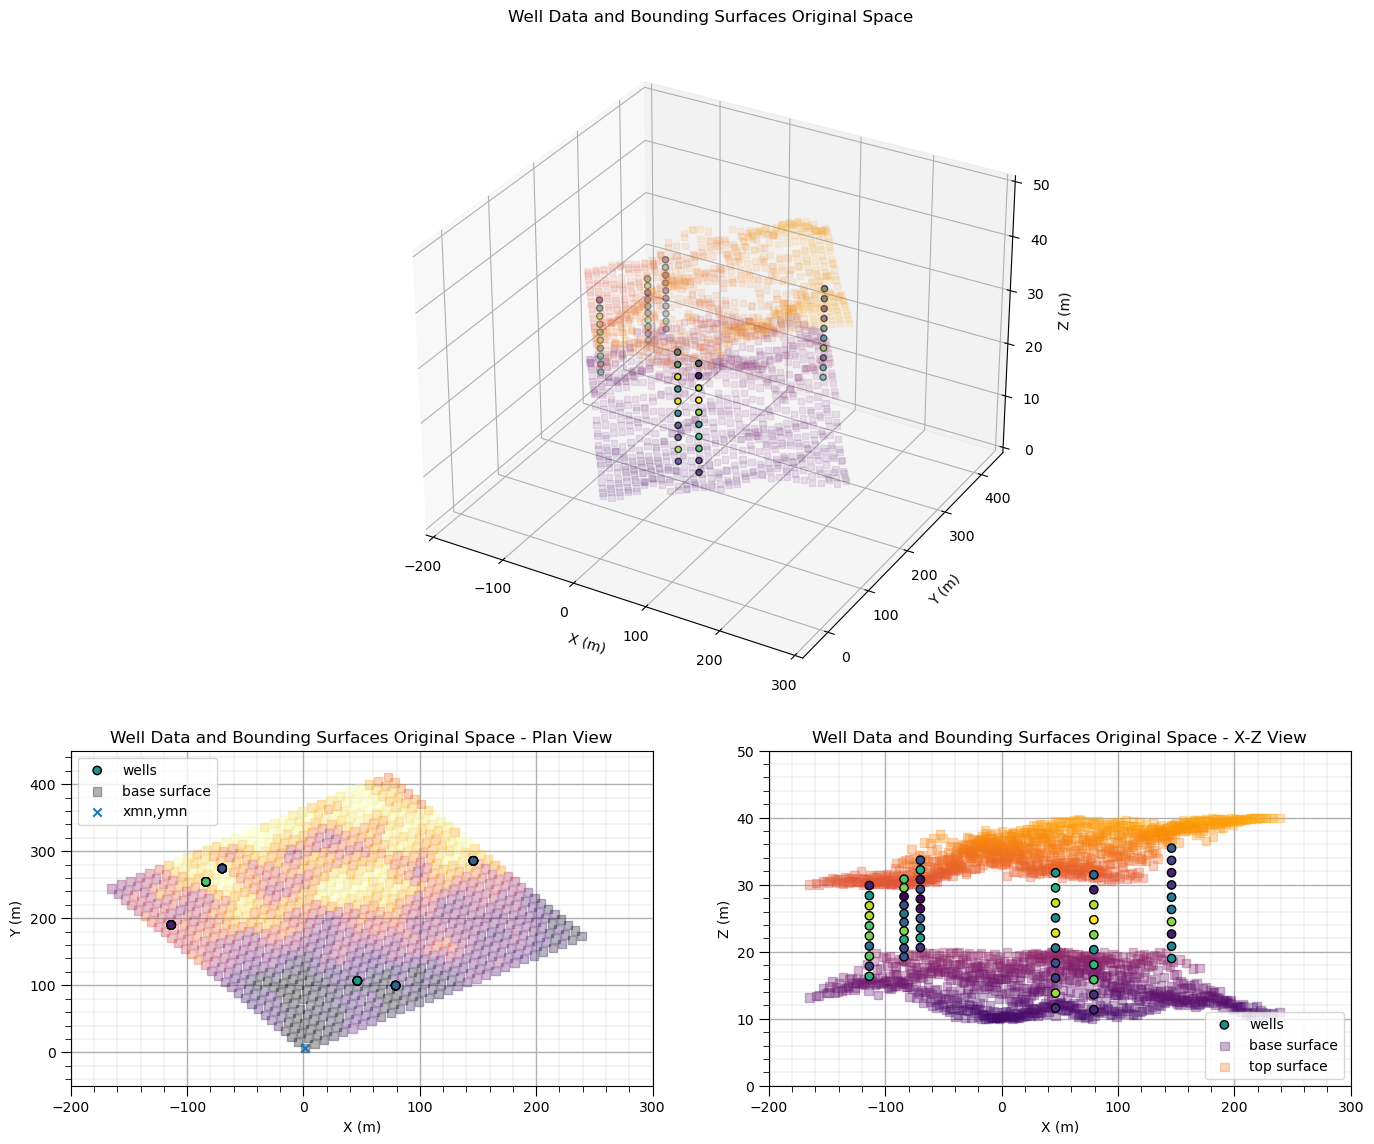 Well Data and Bounding Surfaces Original Space
50
40
30
20
10
0
Z (m)
400
300
200
100
0
Y (m)
−200
−100
0
100
200
300
X (m)
Well Data and Bounding Surfaces Original Space - Plan View
wells
base surface
xmn,ymn
400
300
200
100
0
Y (m)
−200
−100
0
100
200
300
X (m)
Well Data and Bounding Surfaces Original Space - X-Z View
50
40
30
20
10
0
Z (m)
wells
base surface
top surface
−200
−100
0
100
200
300
X (m)